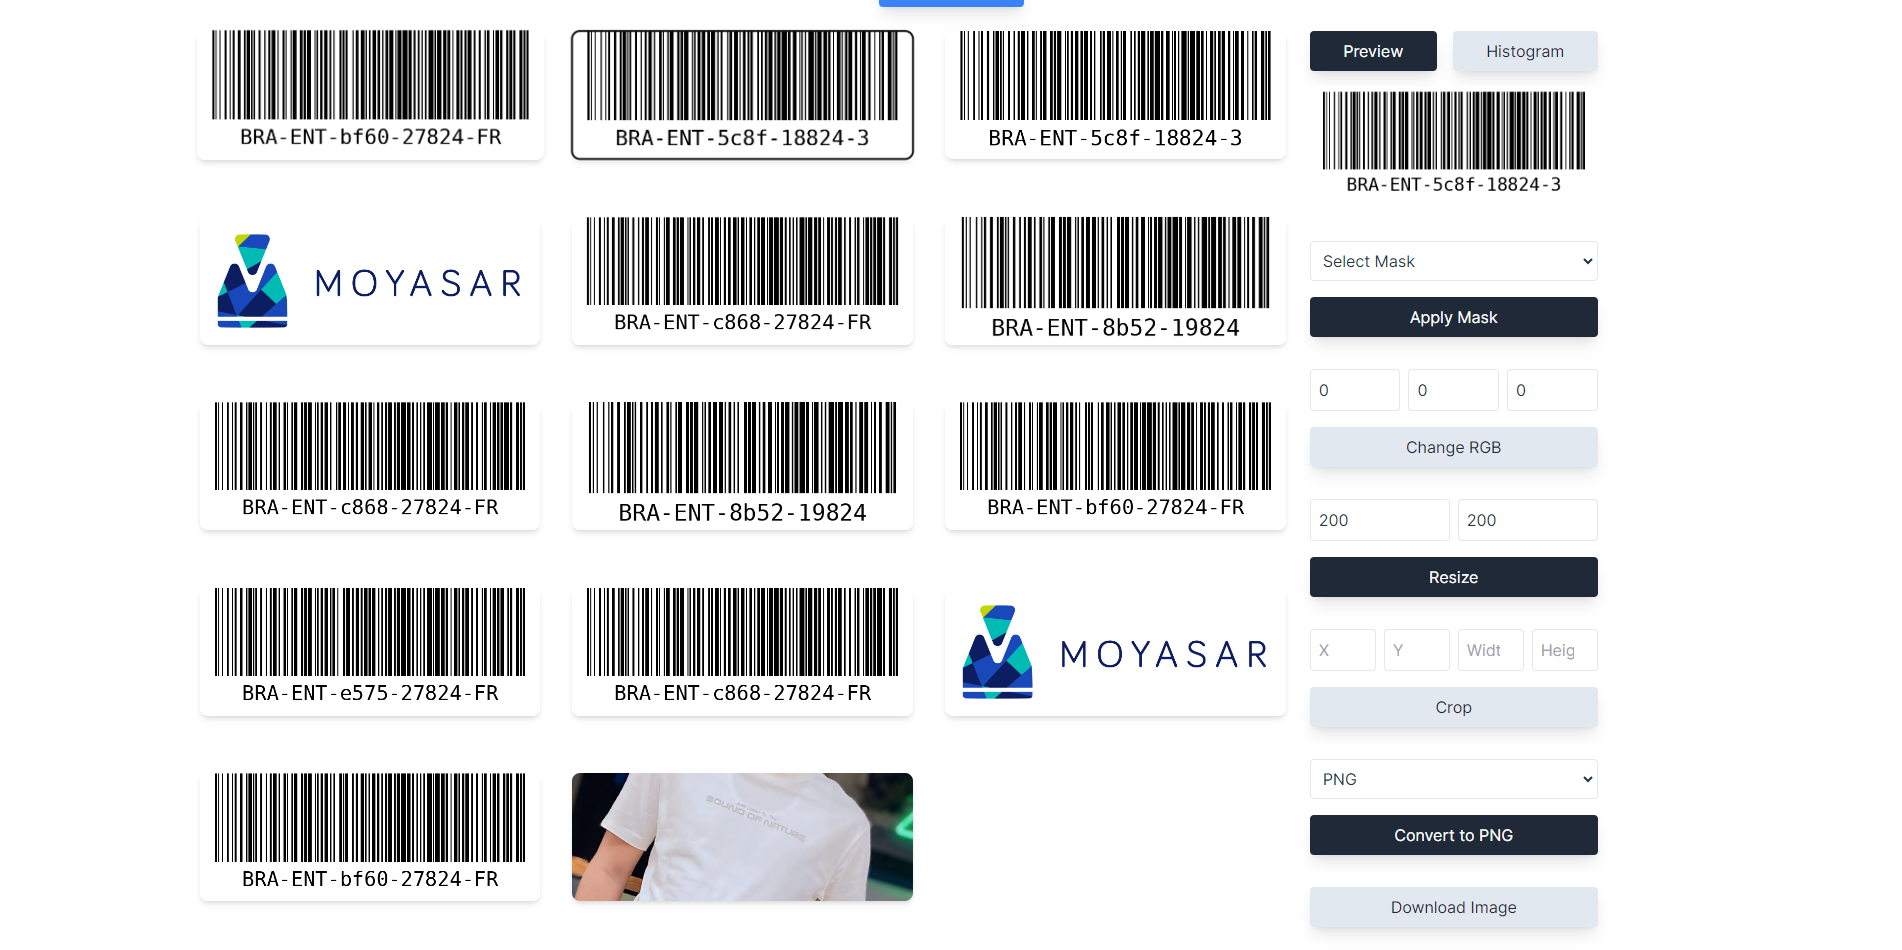 BRA-ENT-bf60-27824-FR
BRA-ENT-5c8f-18824-3
BRA-ENT-5c8f-18824-3
MOYASAR
BRA-ENT-c868-27824-FR
BRA-ENT-8b52-19824
BRA-ENT-c868-27824-FR
BRA-ENT-8b52-19824
BRA-ENT-bf60-27824-FR
BRA-ENT-e575-27824-FR
BRA-ENT-c868-27824-FR
MOYASAR
BRA-ENT-bf60-27824-FR
SOUND OF NATURE
Preview
Histogram
BRA-ENT-5c8f-18824-3
Select Mask
Apply Mask
0
0
0
Change RGB
200
200
Resize
X
Y
Widt
Heig
Crop
PNG
Convert to PNG
Download Image